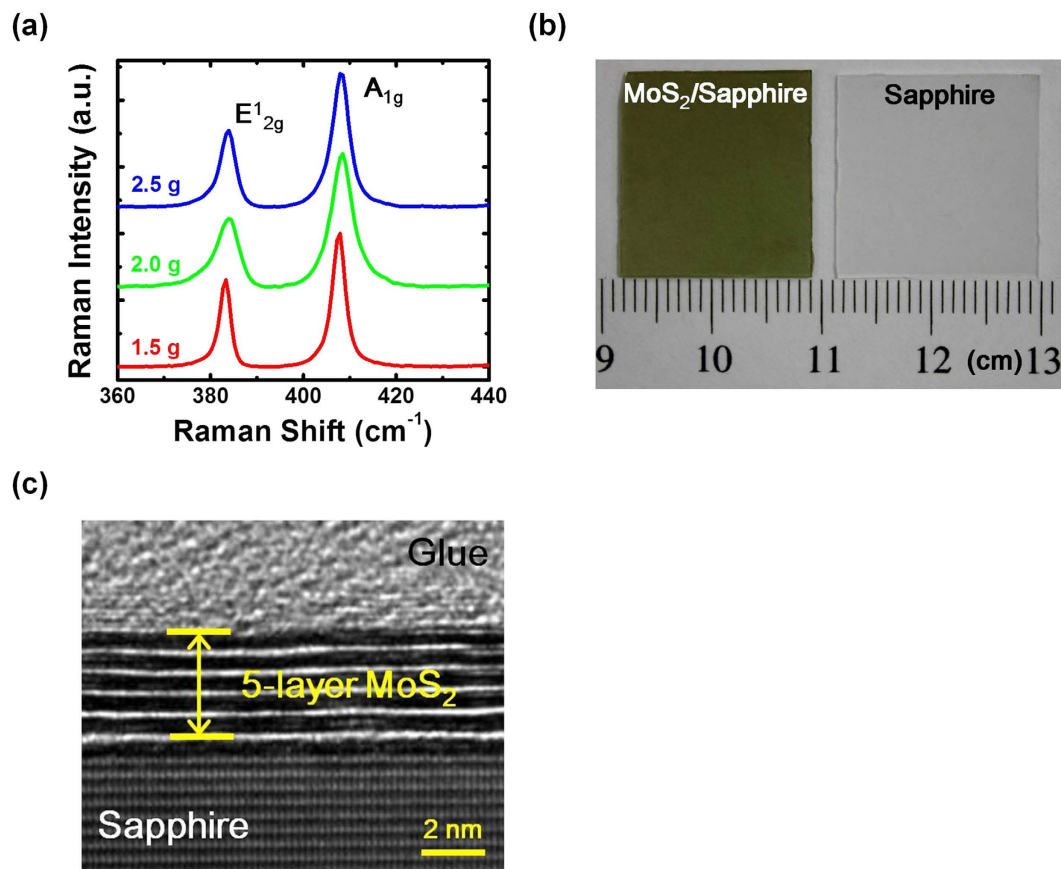 (a)
Raman Intensity (a.u.)
E¹₂g
A₁g
2.5 g
2.0 g
1.5 g
360 380 400 420 440
Raman Shift (cm⁻¹)
(b)
MoS₂/Sapphire
Sapphire
9 10 11 12 (cm) 13
(c)
Glue
5-layer MoS₂
Sapphire
2 nm